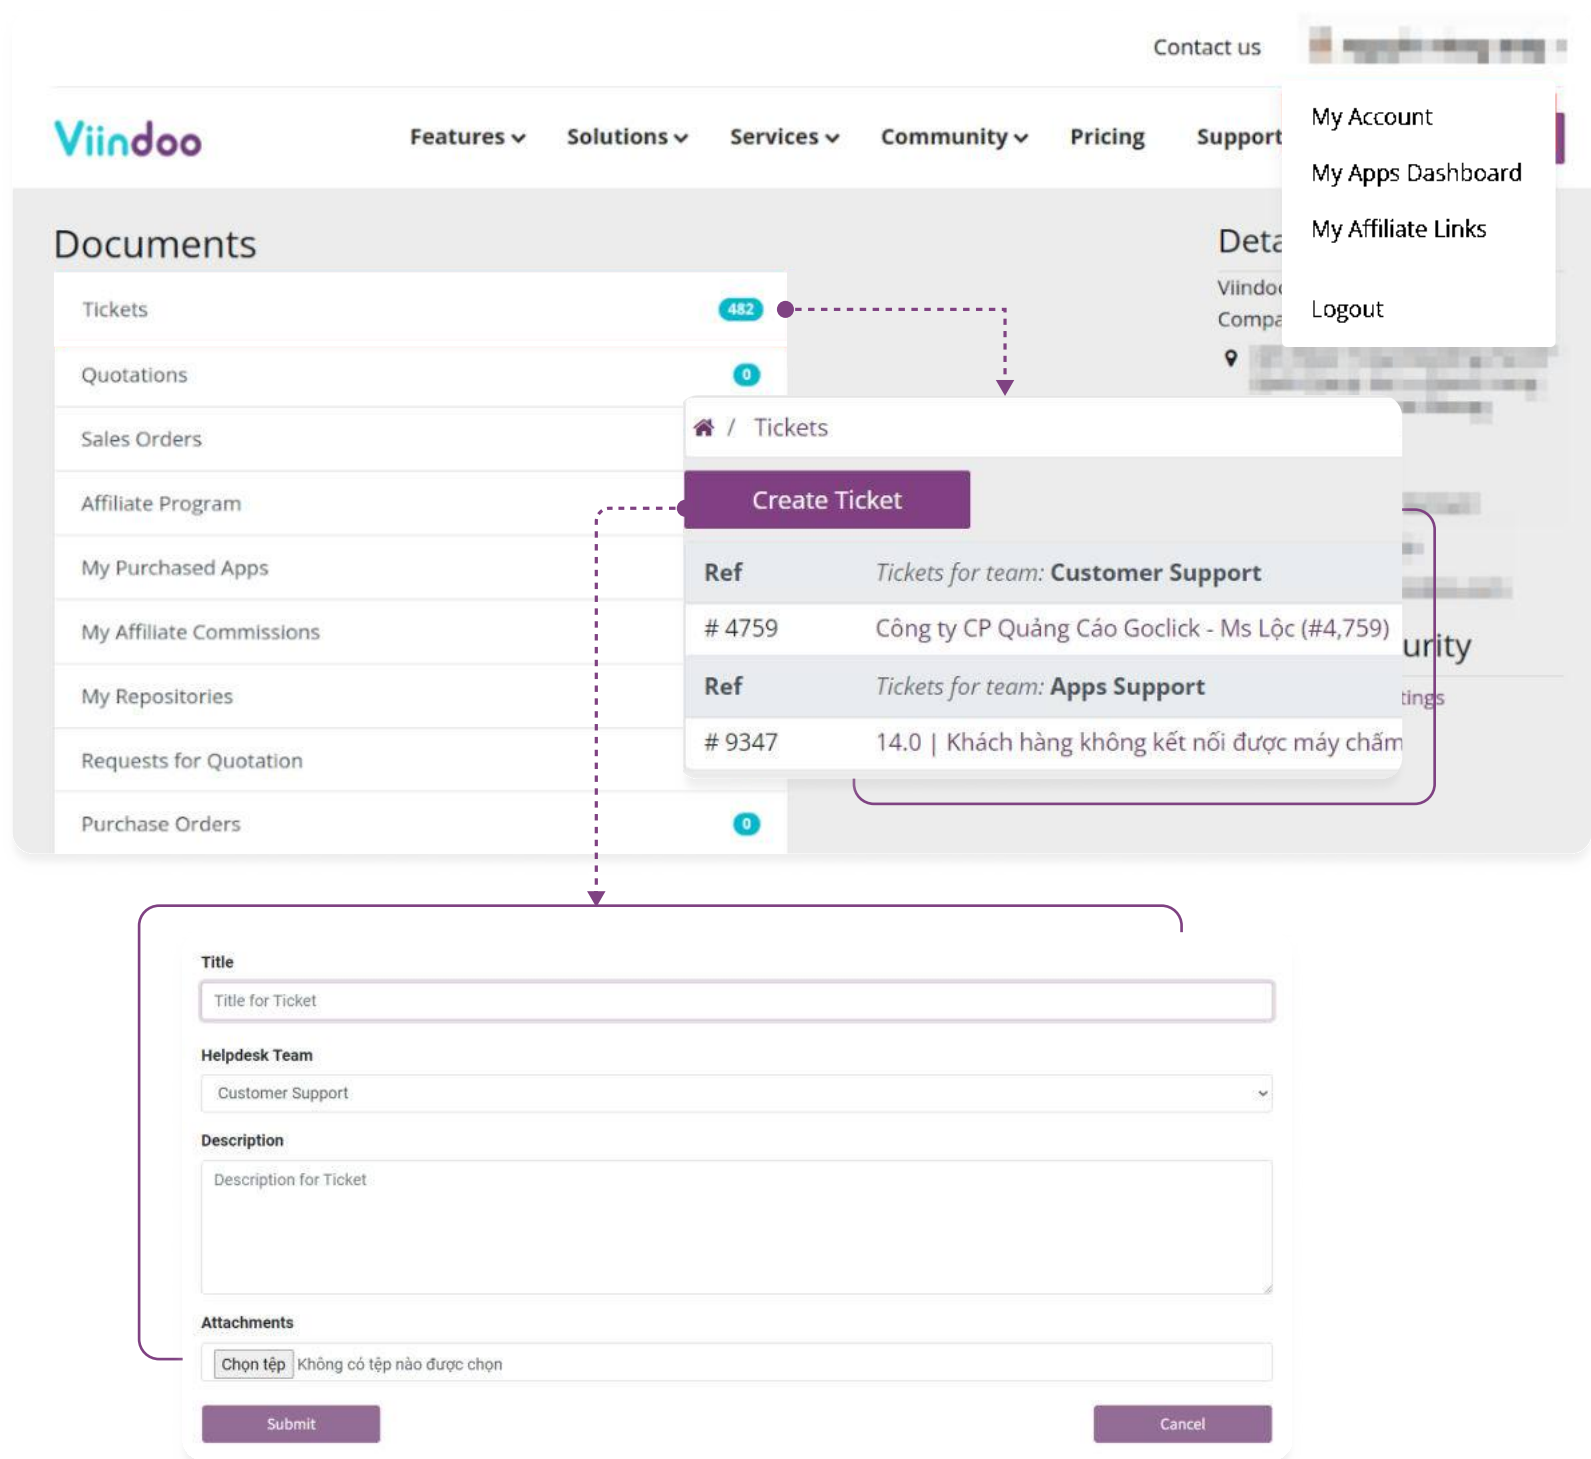 Contact us
Viindoo
Features
Solutions
Services
Community
Pricing
Support
My Account
My Apps Dashboard
My Affiliate Links
Logout
Documents
Tickets 482
Quotations 0
Sales Orders
Affiliate Program
My Purchased Apps
My Affiliate Commissions
My Repositories
Requests for Quotation
Purchase Orders 0
Deta
Viindoo
Compa
urity
tings
/ Tickets
Create Ticket
Ref Tickets for team: Customer Support
# 4759 Công ty CP Quảng Cáo Goclick - Ms Lộc (#4,759)
Ref Tickets for team: Apps Support
# 9347 14.0 | Khách hàng không kết nối được máy chấm
Title
Title for Ticket
Helpdesk Team
Customer Support
Description
Description for Ticket
Attachments
Chọn tệp Không có tệp nào được chọn
Submit
Cancel